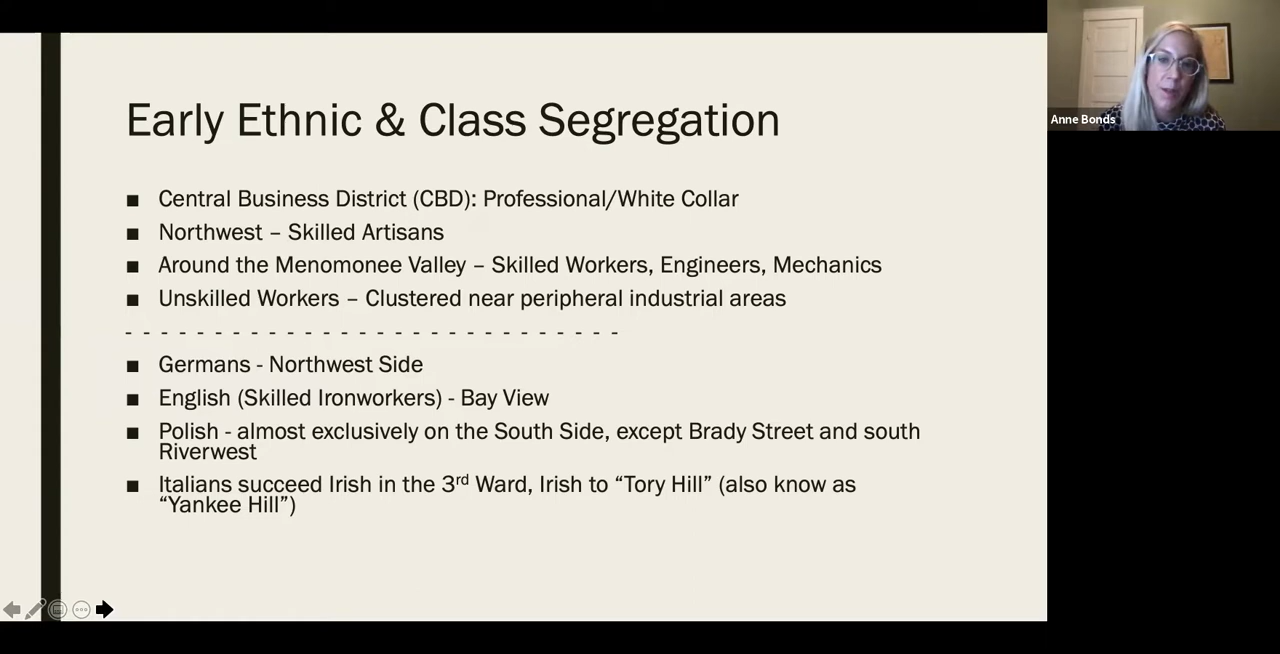 Early Ethnic & Class Segregation
■ Central Business District (CBD): Professional/White Collar
■ Northwest – Skilled Artisans
■ Around the Menomonee Valley – Skilled Workers, Engineers, Mechanics
■ Unskilled Workers – Clustered near peripheral industrial areas
- - - - - - - - - - - - - - - - - - - - - - - - - - - -
■ Germans - Northwest Side
■ English (Skilled Ironworkers) - Bay View
■ Polish - almost exclusively on the South Side, except Brady Street and south
Riverwest
■ Italians succeed Irish in the 3rd Ward, Irish to “Tory Hill” (also know as
“Yankee Hill”)
Anne Bonds